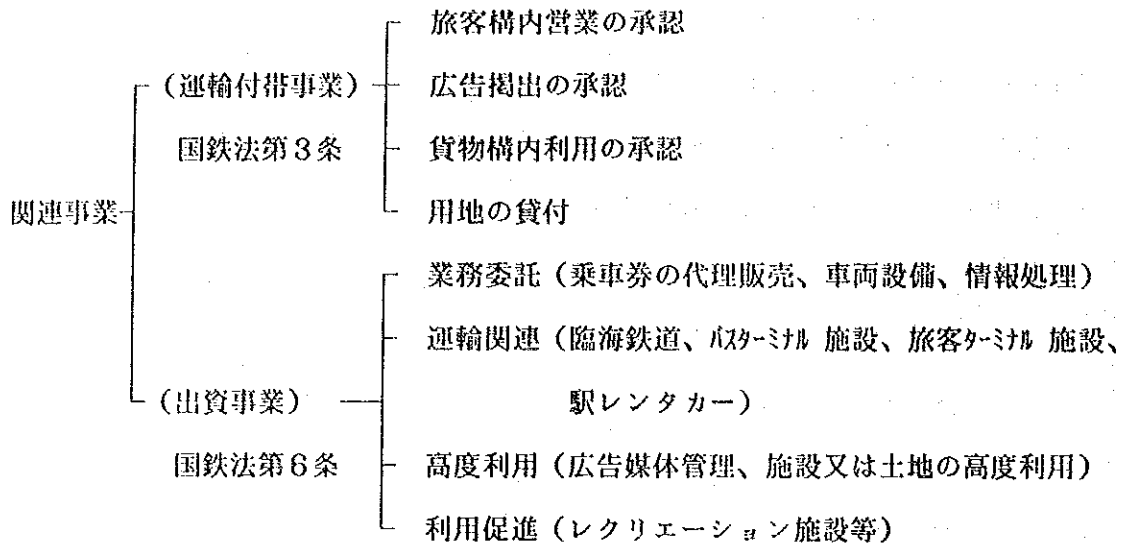 旅客構内営業の承認
（運輸付帯事業）
広告掲出の承認
国鉄法第3条
貨物構内利用の承認
関連事業
用地の貸付
業務委託（乗車券の代理販売、車両設備、情報処理）
運輸関連（臨海鉄道、バスターミナル 施設、旅客ターミナル 施設、
駅レンタカー）
（出資事業）
国鉄法第6条
高度利用（広告媒体管理、施設又は土地の高度利用）
利用促進（レクリエーション施設等）